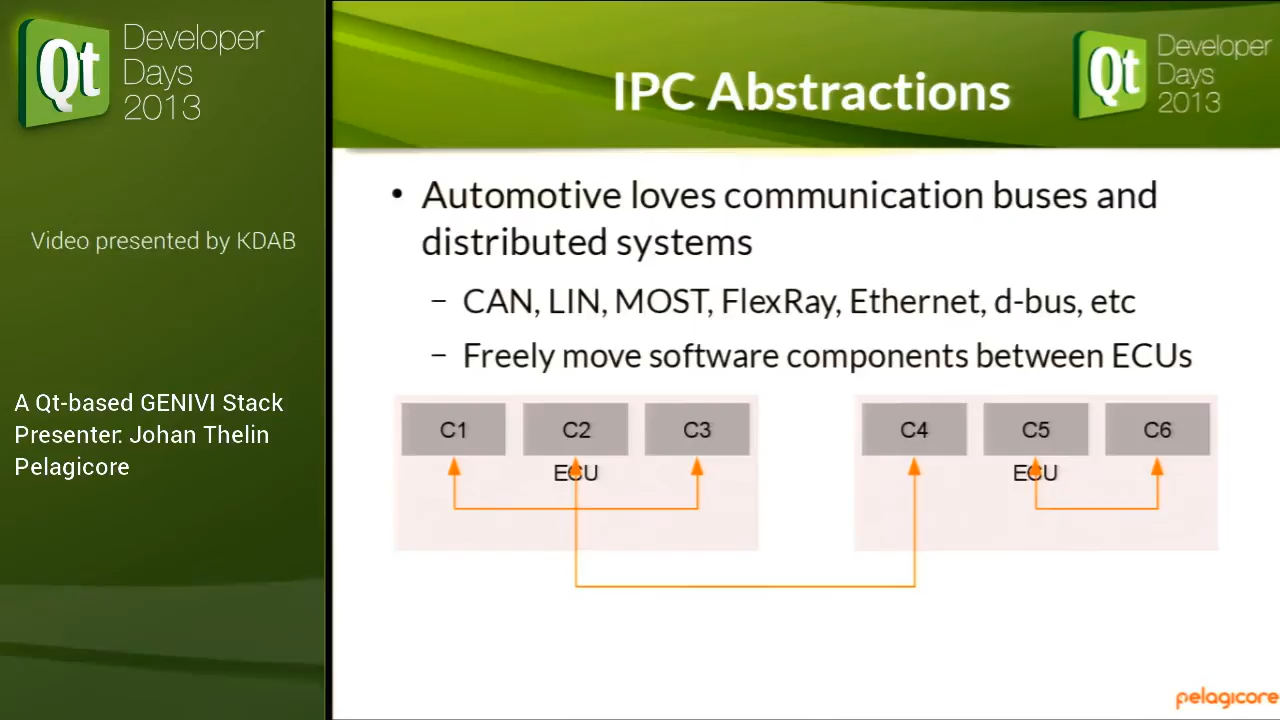 Qt Developer
Days
2013
Video presented by KDAB
A Qt-based GENIVI Stack
Presenter: Johan Thelin
Pelagicore
IPC Abstractions
Qt Developer
Days
2013
• Automotive loves communication buses and
distributed systems
– CAN, LIN, MOST, FlexRay, Ethernet, d-bus, etc
– Freely move software components between ECUs
C1 C2 C3 C4 C5 C6
ECU ECU
pelagicore